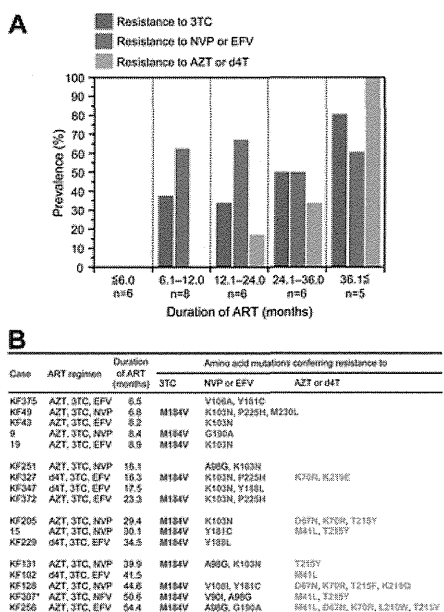 A
Resistance to 3TC
Resistance to NVP or EFV
Resistance to AZT or d4T
Prevalence (%)
100
90
80
70
60
50
40
30
20
10
0
≦6.0 6.1–12.0 12.1–24.0 24.1–36.0 36.1≦
n=6 n=8 n=6 n=6 n=5
Duration of ART (months)
B
Case ART regimen Duration of ART (months) Amino acid mutations conferring resistance to
3TC NVP or EFV AZT or d4T
KF375 AZT, 3TC, EFV 6.5 V106A, Y181C
KF49 AZT, 3TC, NVP 6.8 M184V K103N, P225H, M230L
KF43 AZT, 3TC, EFV 8.2 K103N
9 AZT, 3TC, NVP 8.4 M184V G190A
19 AZT, 3TC, EFV 8.9 M184V K103N
KF251 AZT, 3TC, NVP 16.1 A98G, K103N
KF327 d4T, 3TC, EFV 16.3 M184V K103N, P225H K70R, K219E
KF347 d4T, 3TC, EFV 17.5 K103N, Y188L
KF372 AZT, 3TC, EFV 23.3 M184V K103N, P225H
KF205 AZT, 3TC, NVP 29.4 M184V K103N D67N, K70R, T215Y
15 AZT, 3TC, NVP 30.1 M184V Y181C M41L, T215Y
KF229 d4T, 3TC, EFV 34.5 M184V Y188L
KF131 AZT, 3TC, NVP 39.9 A98G, K103N T215Y
KF102 d4T, 3TC, EFV 41.5 M184V M41L
KF128 AZT, 3TC, NVP 44.6 M184V V108I, Y181C D67N, K70R, T215F, K219Q
KF307* AZT, 3TC, NFV 50.6 M184V V90I, A98G M41L, T215Y
KF256 AZT, 3TC, EFV 54.4 M184V A98G, G190A M41L, D67N, K70R, L210W, T215Y